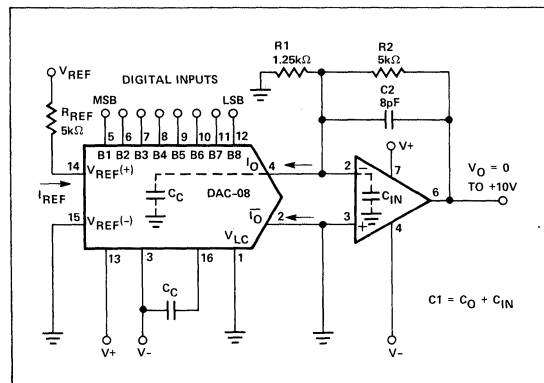 R1
1.25kΩ
R2
5kΩ
C2
8pF
VREF
DIGITAL INPUTS
MSB
LSB
RREF
5kΩ
5 6 7 8 9 10 11 12
B1 B2 B3 B4 B5 B6 B7 B8
14
VREF(+)
IO
4
IREF
CC
DAC-08
15
VREF(-)
IO
2
VLC
13
3
16
1
CC
V+
V-
V+
7
2
−
CIN
3
+
6
4
V-
VO = 0
TO +10V
C1 = CO + CIN